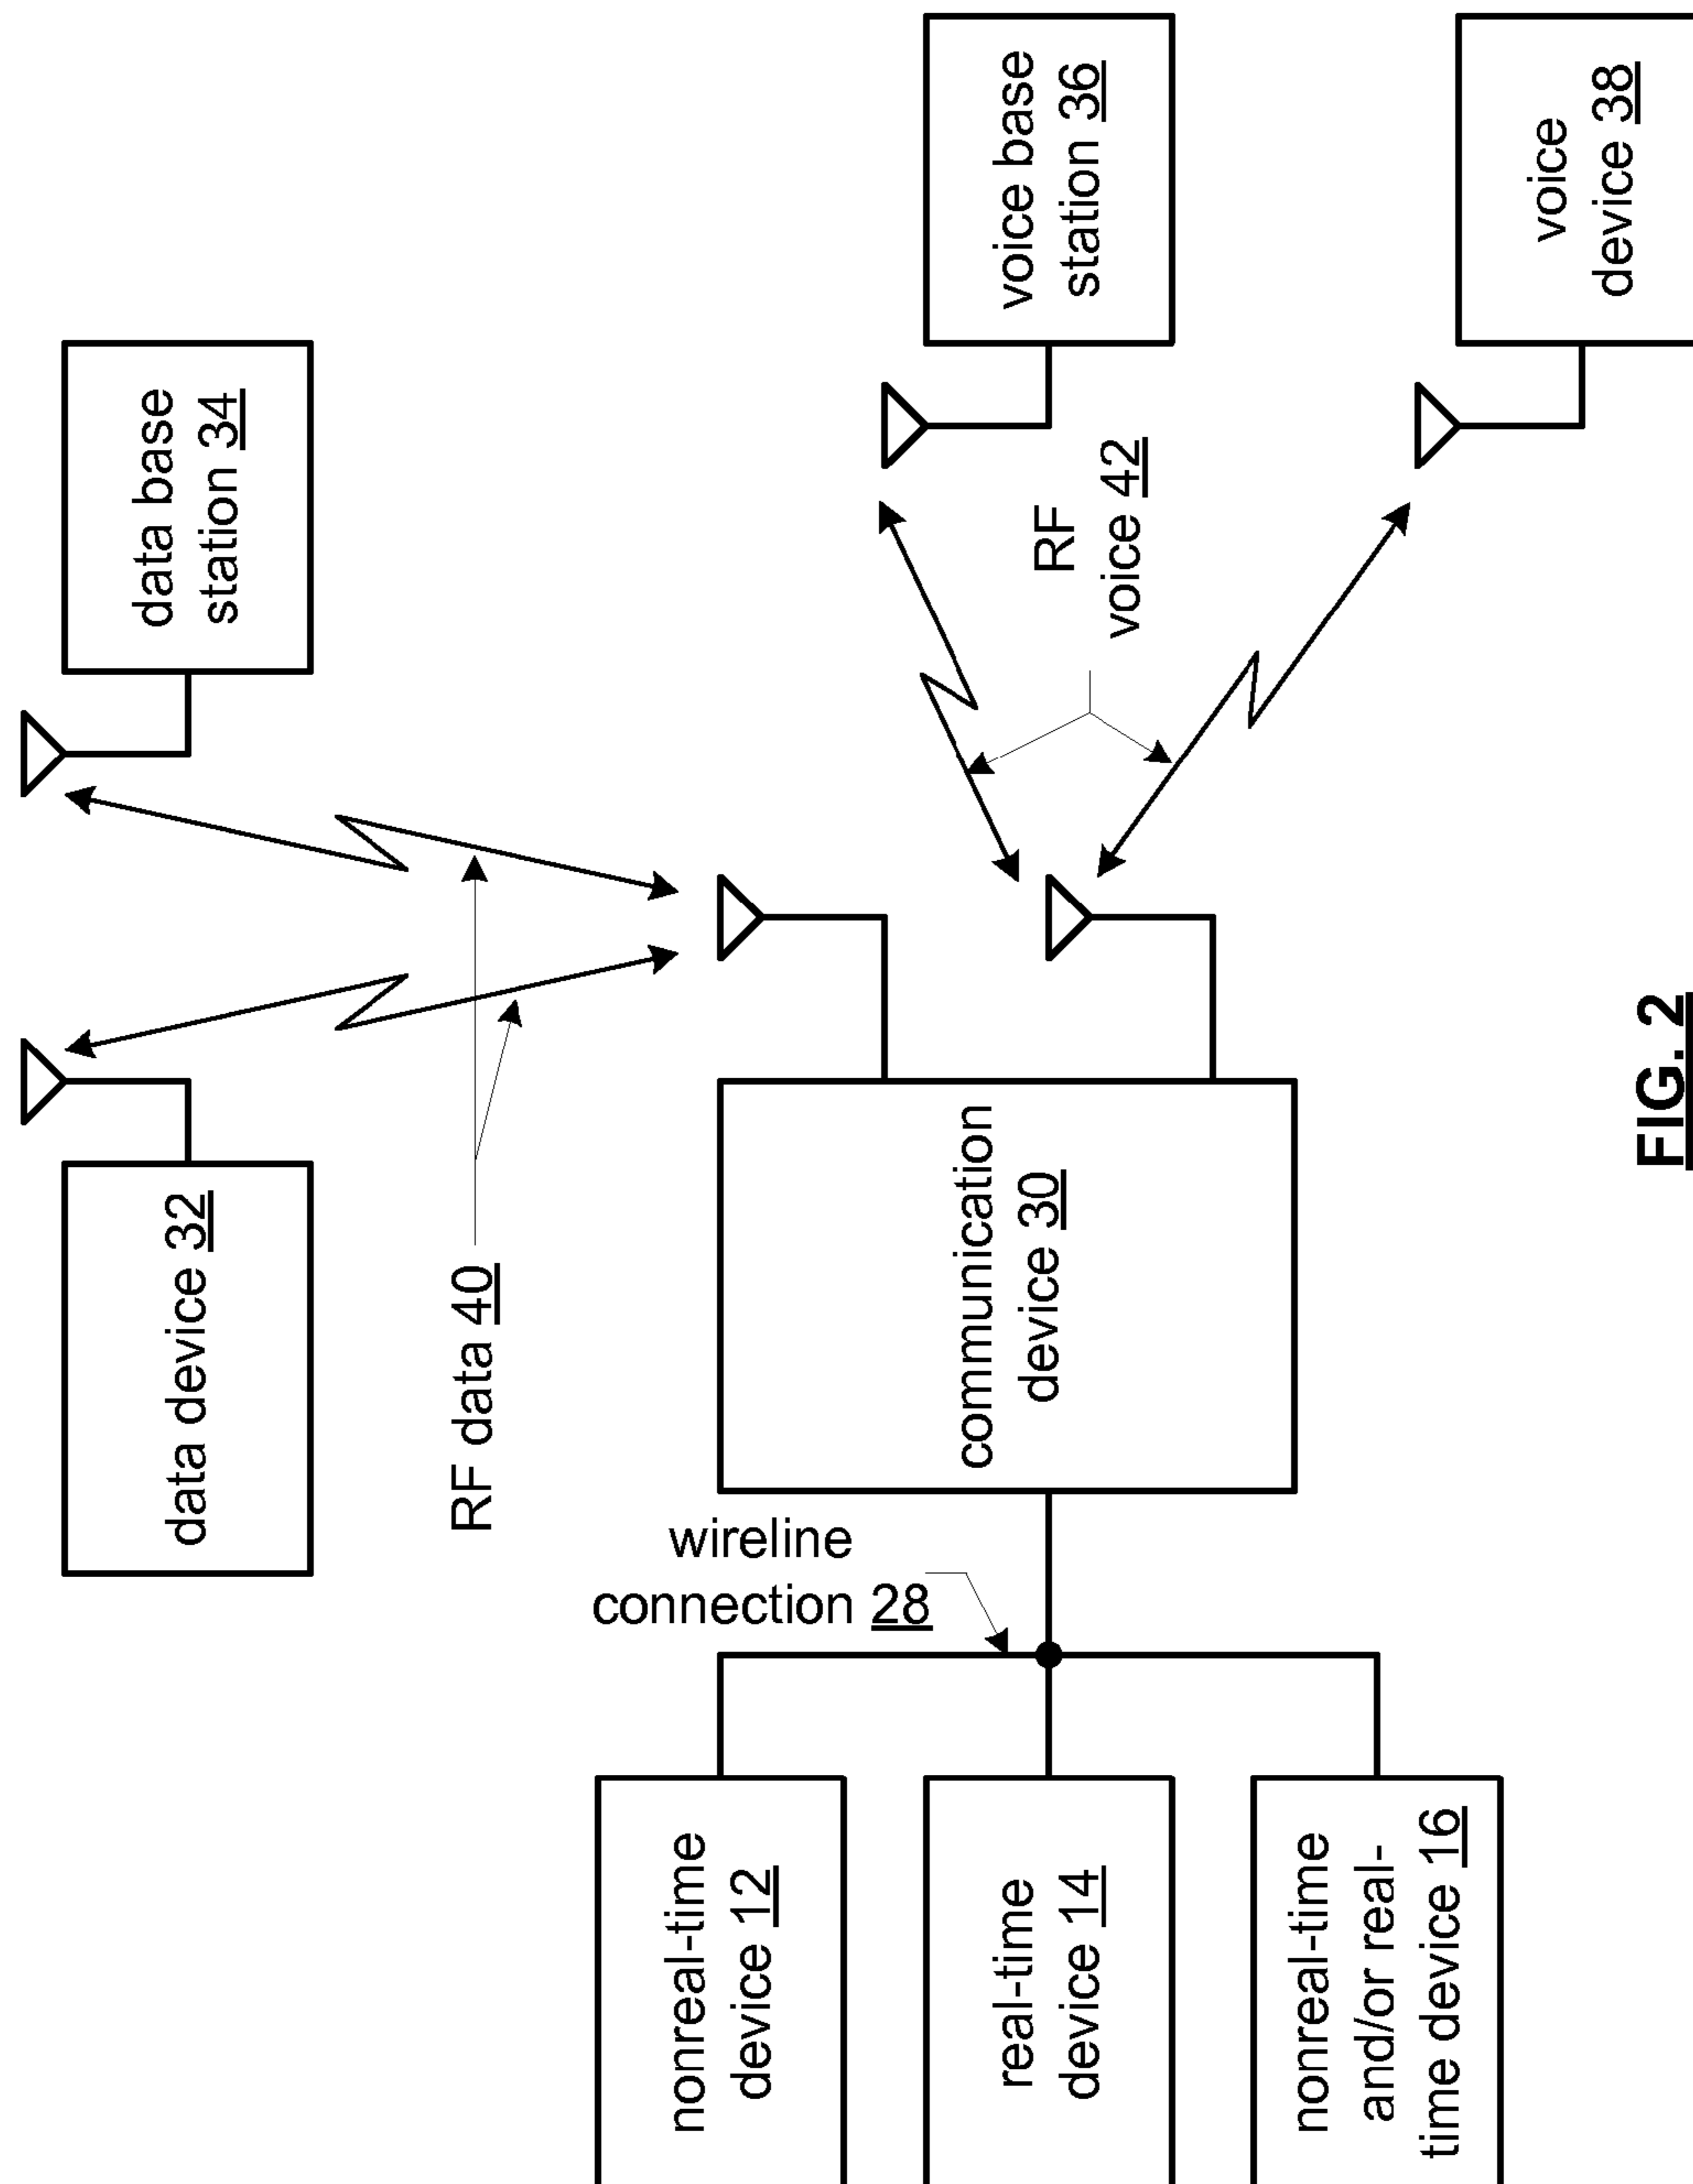 data device 32
data base
station 34
RF data 40
wireline
connection 28
nonreal-time
device 12
real-time
device 14
nonreal-time
and/or real-
time device 16
communication
device 30
voice base
station 36
RF
voice 42
voice
device 38
FIG. 2